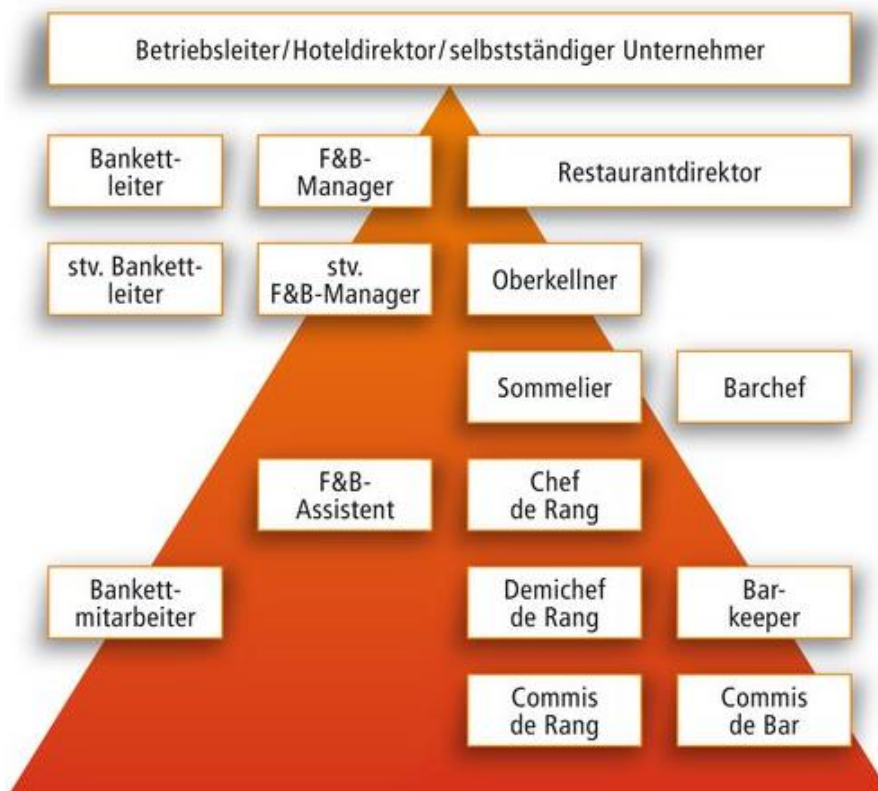 Betriebsleiter/Hoteldirektor/selbstständiger Unternehmer
Bankett-
leiter
F&B-
Manager
Restaurantdirektor
stv. Bankett-
leiter
stv.
F&B-Manager
Oberkellner
Sommelier
Barchef
F&B-
Assistent
Chef
de Rang
Bankett-
mitarbeiter
Demichef
de Rang
Bar-
keeper
Commis
de Rang
Commis
de Bar